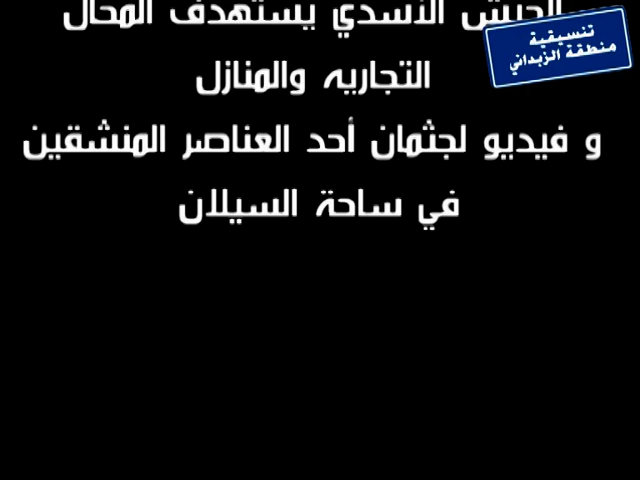 الجيش الأسدي يستهدف المحال
التجاريه والمنازل
و فيديو لجثمان أحد العناصر المنشقين
في ساحة السيلان
تنسيقية
منطقة الزبداني